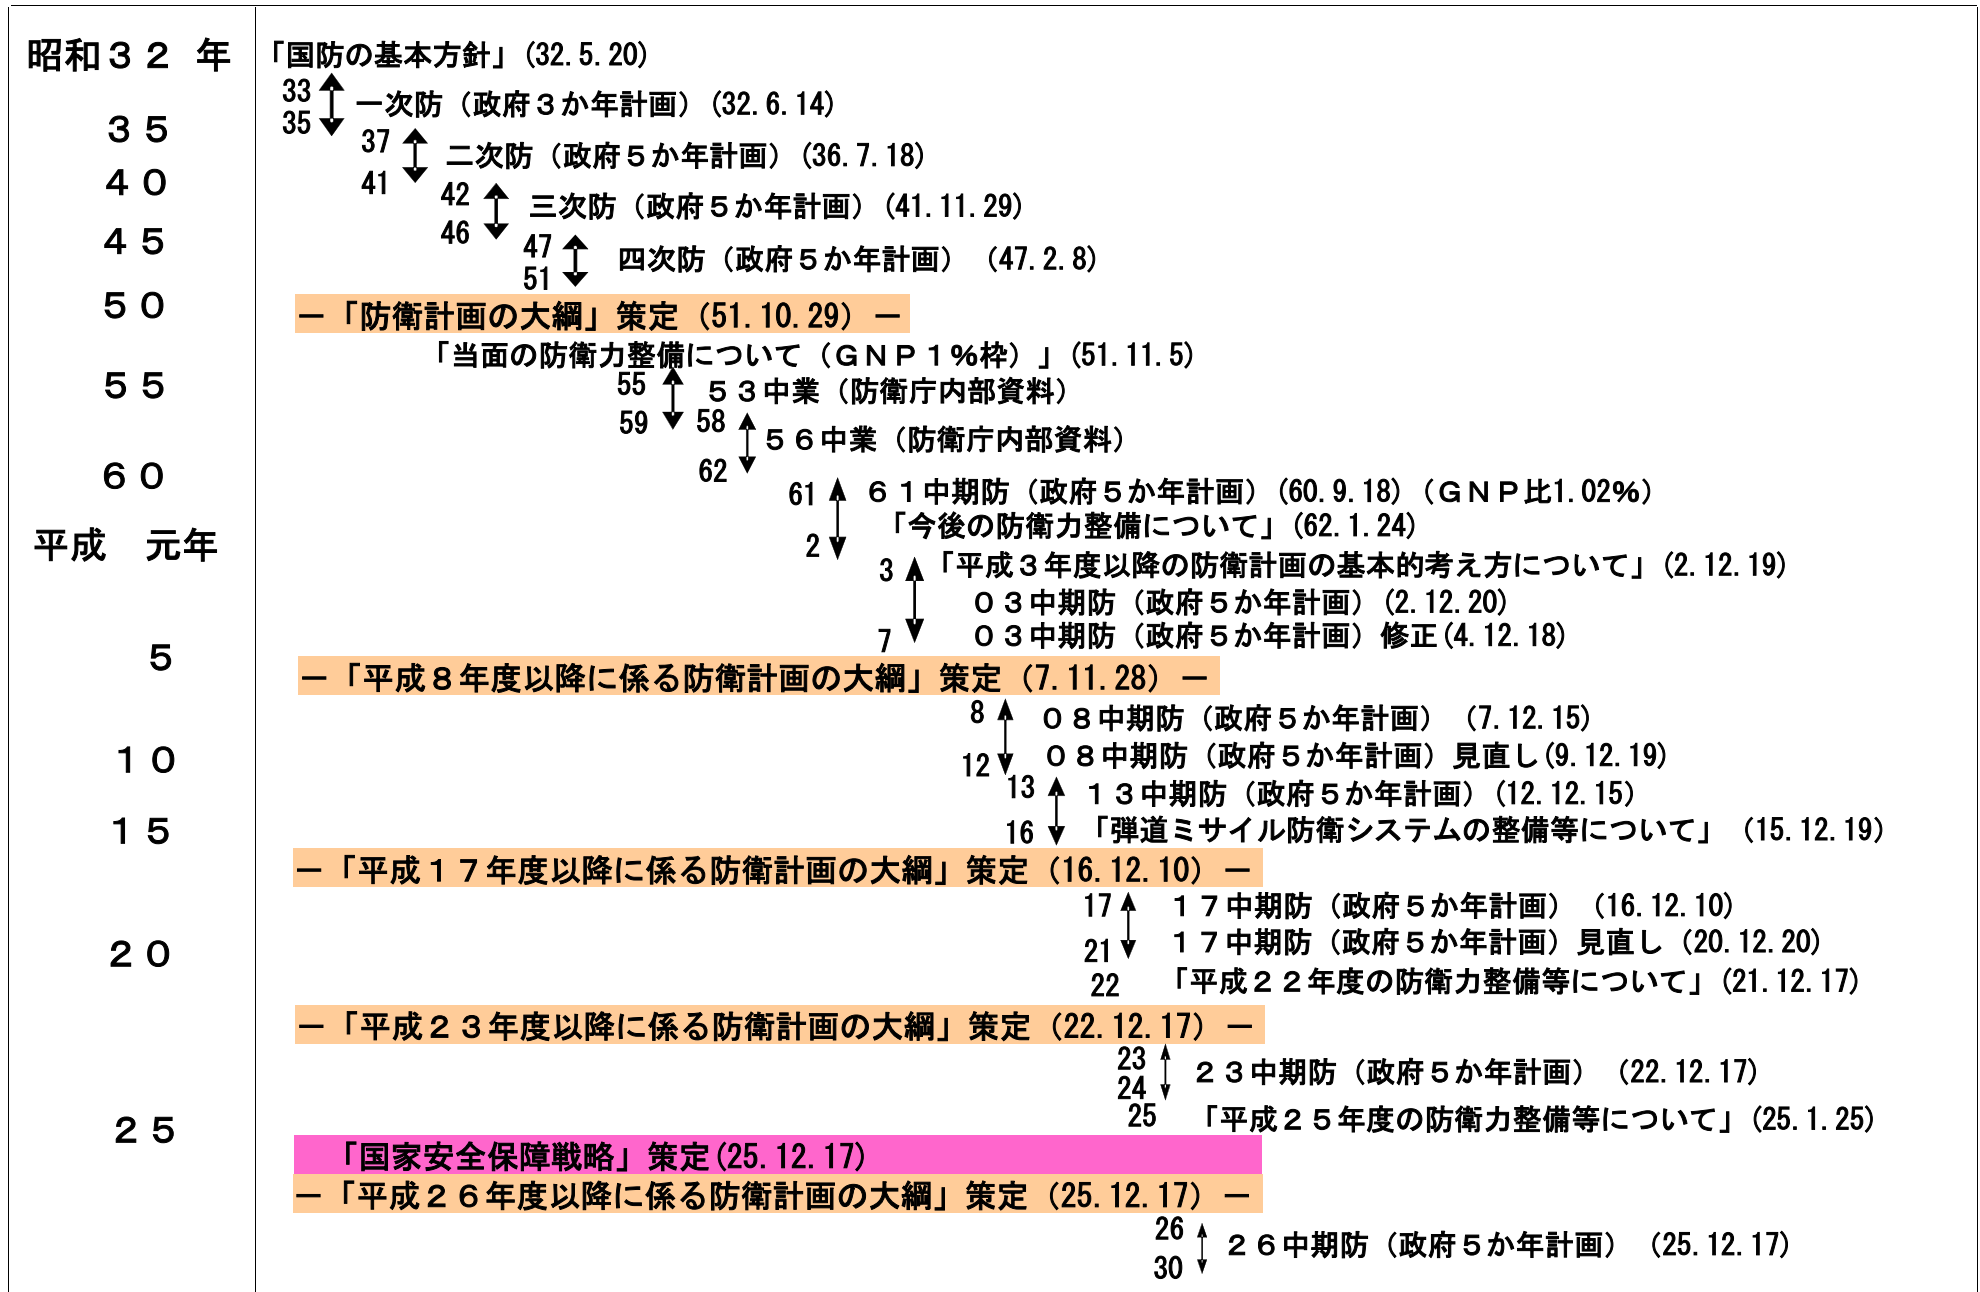 昭和３２ 年 「国防の基本方針」(32.5.20)
33
一次防（政府３か年計画）(32.6.14)
35
３５
37
二次防（政府５か年計画）(36.7.18)
41
４０
42
三次防（政府５か年計画）(41.11.29)
46
４５
47
四次防（政府５か年計画）（47.2.8)
51
５０
－「防衛計画の大綱」策定（51.10.29）－
「当面の防衛力整備について（ＧＮＰ１％枠）」(51.11.5)
５５
55
５３中業（防衛庁内部資料）
59
58
５６中業（防衛庁内部資料）
62
６０
61
６１中期防（政府５か年計画）(60.9.18)（ＧＮＰ比1.02%）
「今後の防衛力整備について」(62.1.24)
2
平成　元年
3
「平成３年度以降の防衛計画の基本的考え方について」(2.12.19)
０３中期防（政府５か年計画）(2.12.20)
０３中期防（政府５か年計画）修正(4.12.18)
7
５
－「平成８年度以降に係る防衛計画の大綱」策定（7.11.28）－
8
０８中期防（政府５か年計画）（7.12.15)
０８中期防（政府５か年計画）見直し(9.12.19)
12
１０
13
１３中期防（政府５か年計画）(12.12.15)
１５
16
「弾道ミサイル防衛システムの整備等について」（15.12.19）
－「平成１７年度以降に係る防衛計画の大綱」策定（16.12.10）－
17
１７中期防（政府５か年計画）（16.12.10)
１７中期防（政府５か年計画）見直し（20.12.20)
21
２０
22
「平成２２年度の防衛力整備等について」(21.12.17)
－「平成２３年度以降に係る防衛計画の大綱」策定（22.12.17）－
23
２３中期防（政府５か年計画）（22.12.17)
24
25
「平成２５年度の防衛力整備等について」(25.1.25)
２５
「国家安全保障戦略」策定(25.12.17)
－「平成２６年度以降に係る防衛計画の大綱」策定（25.12.17）－
26
２６中期防（政府５か年計画）（25.12.17)
30